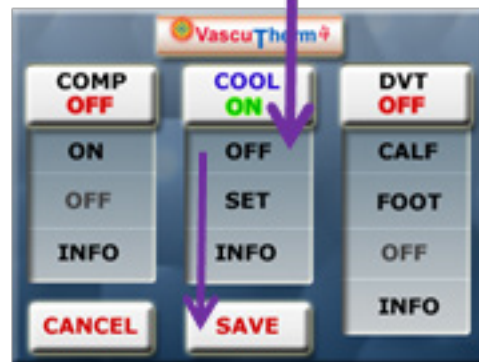 VascuTherm4
COMP
OFF
ON
OFF
INFO
CANCEL
COOL
ON
OFF
SET
INFO
SAVE
DVT
OFF
CALF
FOOT
OFF
INFO